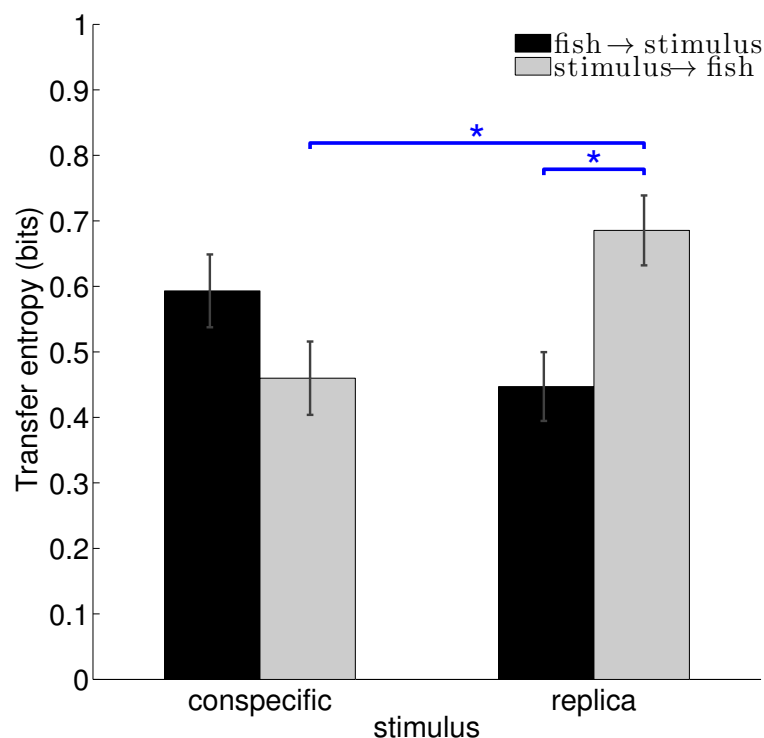 fish → stimulus
stimulus → fish
*
*
Transfer entropy (bits)
1
0.9
0.8
0.7
0.6
0.5
0.4
0.3
0.2
0.1
0
conspecific
replica
stimulus